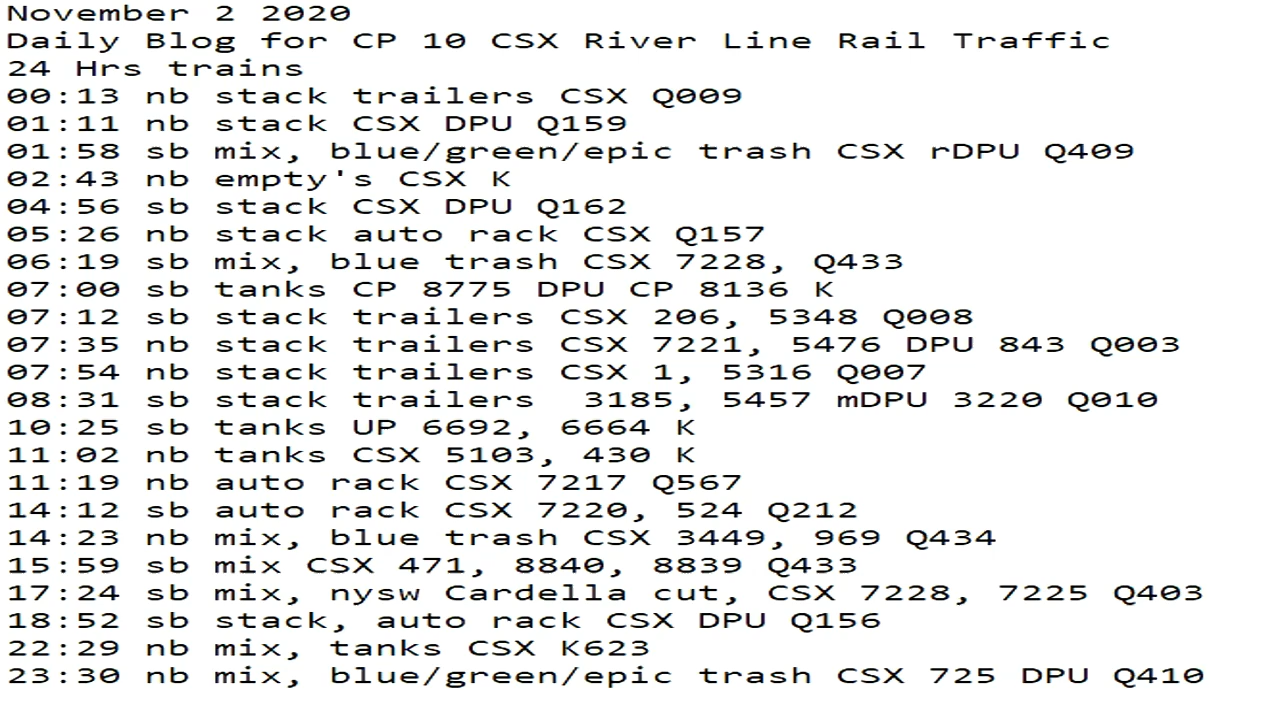 November 2 2020
Daily Blog for CP 10 CSX River Line Rail Traffic
24 Hrs trains
00:13 nb stack trailers CSX Q009
01:11 nb stack CSX DPU Q159
01:58 sb mix, blue/green/epic trash CSX rDPU Q409
02:43 nb empty's CSX K
04:56 sb stack CSX DPU Q162
05:26 nb stack auto rack CSX Q157
06:19 sb mix, blue trash CSX 7228, Q433
07:00 sb tanks CP 8775 DPU CP 8136 K
07:12 sb stack trailers CSX 206, 5348 Q008
07:35 nb stack trailers CSX 7221, 5476 DPU 843 Q003
07:54 nb stack trailers CSX 1, 5316 Q007
08:31 sb stack trailers  3185, 5457 mDPU 3220 Q010
10:25 sb tanks UP 6692, 6664 K
11:02 nb tanks CSX 5103, 430 K
11:19 nb auto rack CSX 7217 Q567
14:12 sb auto rack CSX 7220, 524 Q212
14:23 nb mix, blue trash CSX 3449, 969 Q434
15:59 sb mix CSX 471, 8840, 8839 Q433
17:24 sb mix, nysw Cardella cut, CSX 7228, 7225 Q403
18:52 sb stack, auto rack CSX DPU Q156
22:29 nb mix, tanks CSX K623
23:30 nb mix, blue/green/epic trash CSX 725 DPU Q410